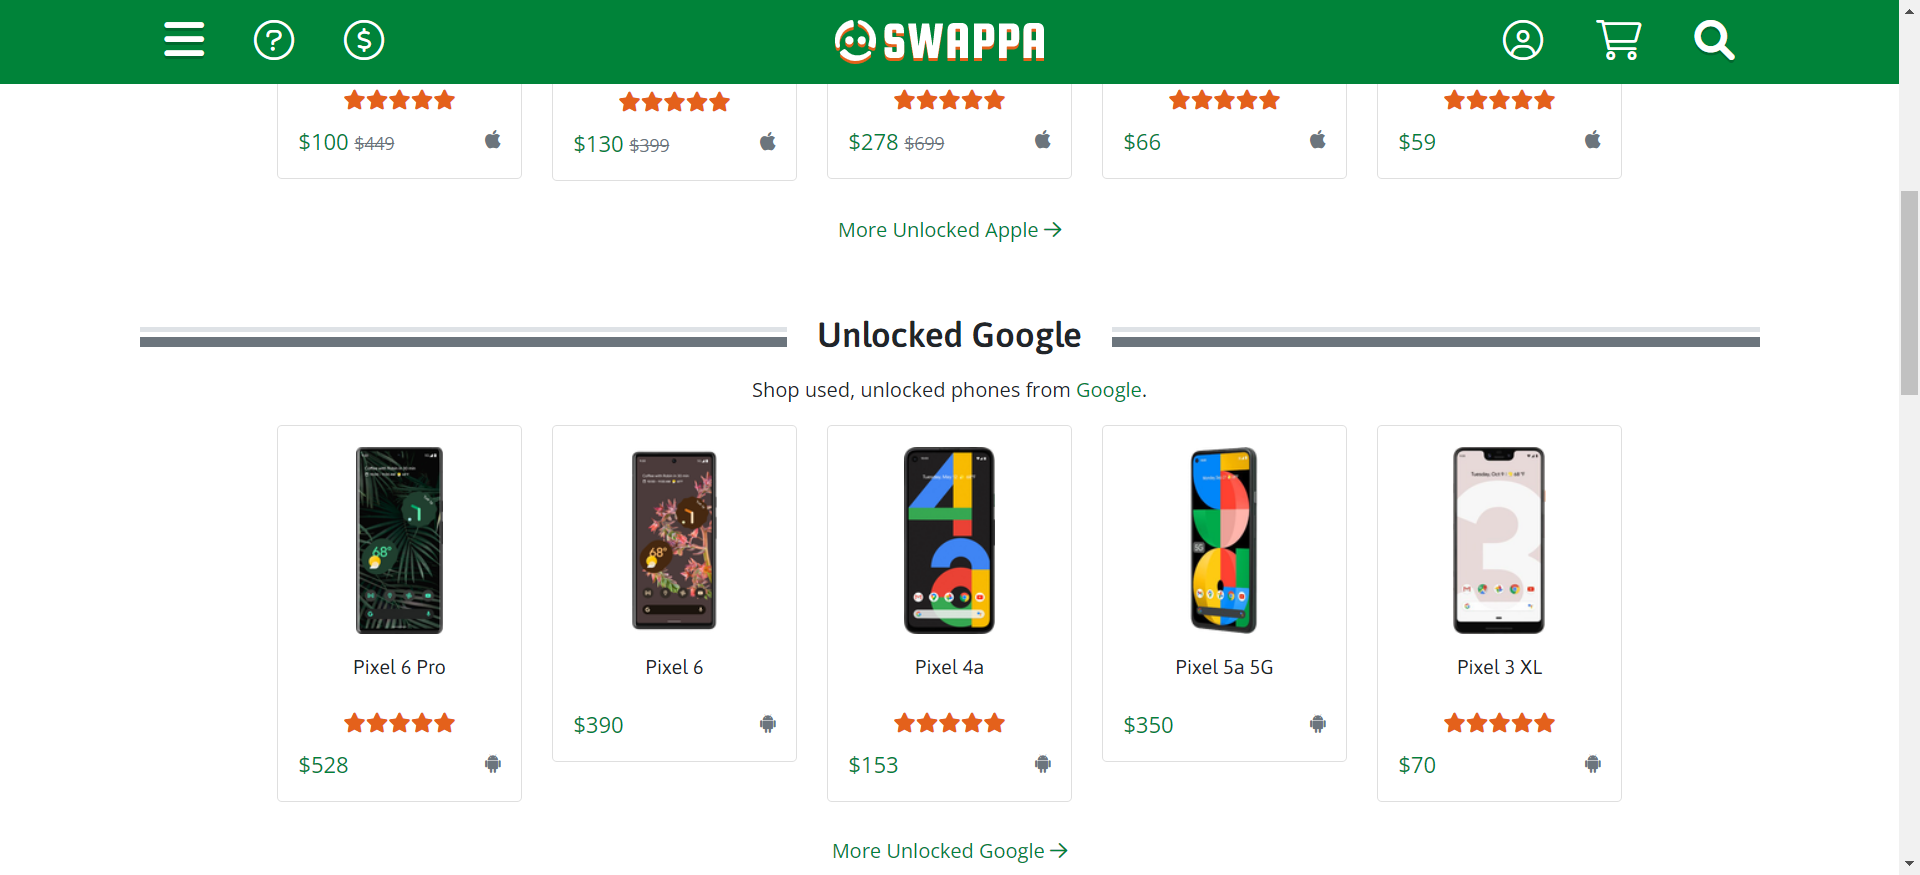 SWAPPA
$100 $449
$130 $399
$278 $699
$66
$59
More Unlocked Apple
Unlocked Google
Shop used, unlocked phones from Google.
Pixel 6 Pro
$528
Pixel 6
$390
Pixel 4a
$153
Pixel 5a 5G
$350
Pixel 3 XL
$70
More Unlocked Google